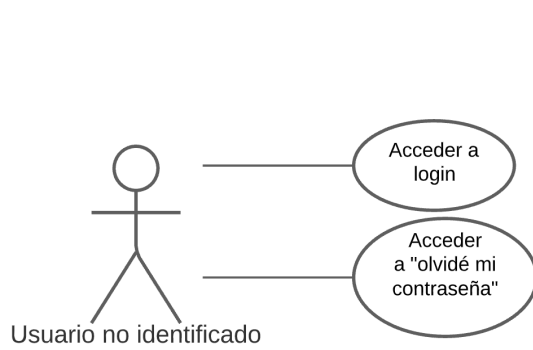 Acceder a
login
Acceder
a "olvidé mi
contraseña"
Usuario no identificado